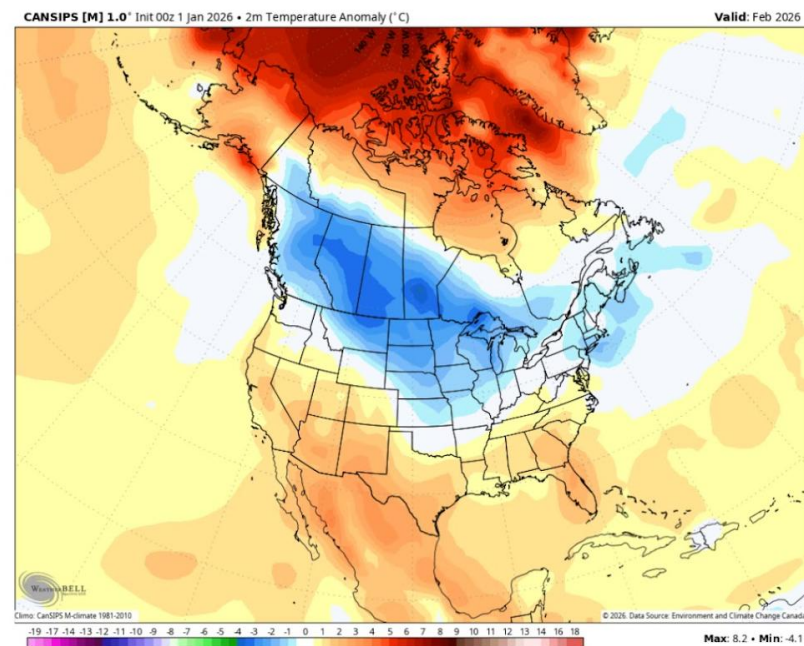 CANSIPS [M] 1.0° Init 00z 1 Jan 2026 • 2m Temperature Anomaly (°C) Valid: Feb 2026
WEATHERBELL
Climo: CanSIPS M-climate 1981-2010 © 2026. Data Source: Environment and Climate Change Canada
-19 -17 -14 -13 -12 -11 -10 -9 -8 -7 -6 -5 -4 -3 -2 -1 0 1 2 3 4 5 6 7 8 9 10 11 12 13 14 15 16 18
Max: 8.2 • Min: -4.1